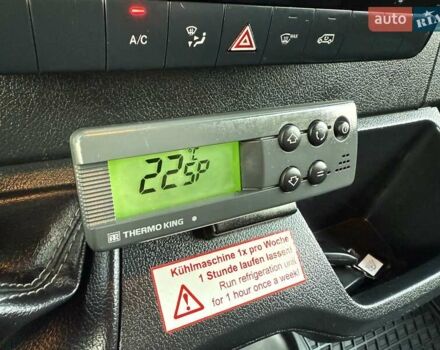 auto RIA
A/C
°C
22 SP
THERMO KING
Kühlmaschine 1x pro Woche
1 Stunde laufen lassen!
Run refrigeration unit
for 1 hour once a week!